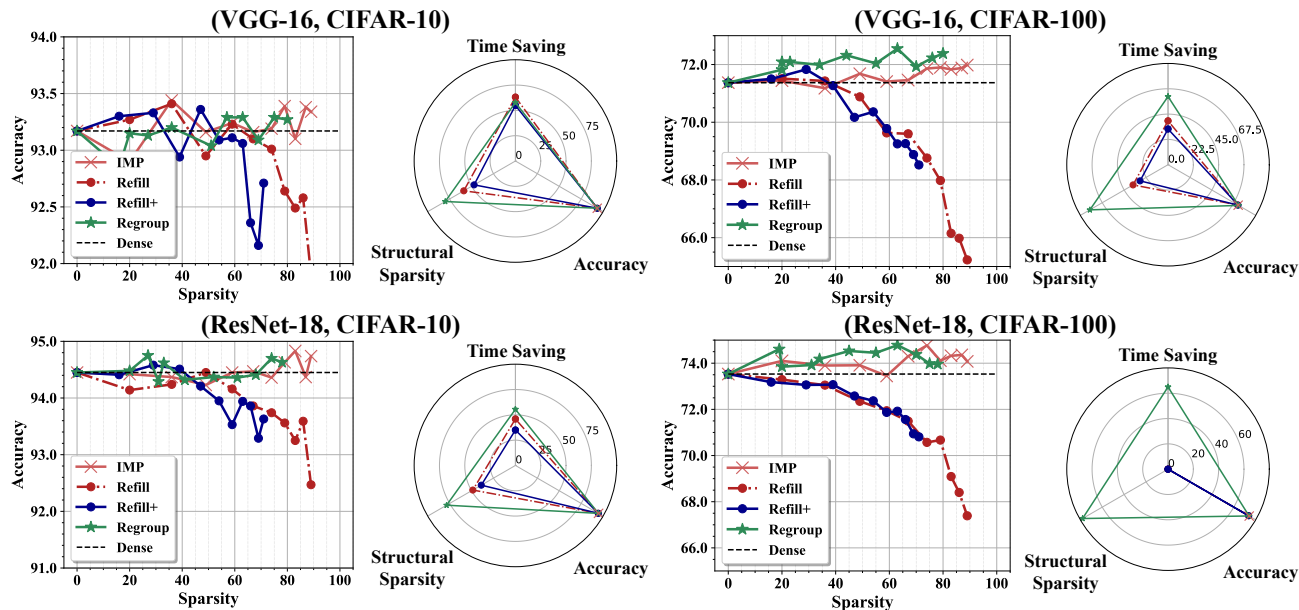 (VGG-16, CIFAR-10)
94.0
93.5
93.0
92.5
92.0
Accuracy
IMP
Refill
Refill+
Regroup
Dense
0
20
40
60
80
100
Sparsity
Time Saving
0
25
50
75
Structural
Sparsity
Accuracy
(VGG-16, CIFAR-100)
72.0
70.0
68.0
66.0
Accuracy
IMP
Refill
Refill+
Regroup
Dense
0
20
40
60
80
100
Sparsity
Time Saving
0.0
22.5
45.0
67.5
Structural
Sparsity
Accuracy
(ResNet-18, CIFAR-10)
95.0
94.0
93.0
92.0
91.0
Accuracy
IMP
Refill
Refill+
Regroup
Dense
0
20
40
60
80
100
Sparsity
Time Saving
0
25
50
75
Structural
Sparsity
Accuracy
(ResNet-18, CIFAR-100)
74.0
72.0
70.0
68.0
66.0
Accuracy
IMP
Refill
Refill+
Regroup
Dense
0
20
40
60
80
100
Sparsity
Time Saving
0
20
40
60
Structural
Sparsity
Accuracy